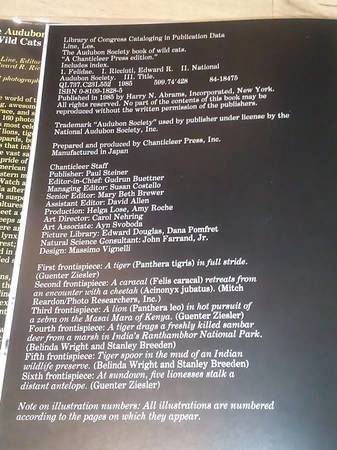 e Audubon
Wild Cats
Line, Editor
ward R. Ric
photograph
Library of Congress Cataloging in Publication Data
Line, Les.
The Audubon Society book of wild cats.
"A Chanticleer Press edition."
Includes index.
1. Felidae. I. Ricciuti, Edward R. II. National
Audubon Society. III. Title.
QL737.C23L552 1985 599.74'428 84-18475
ISBN 0-8109-1828-5
Published in 1985 by Harry N. Abrams, Incorporated, New York.
All rights reserved. No part of the contents of this book may be
reproduced without the written permission of the publishers.
Trademark "Audubon Society" used by publisher under license by the
National Audubon Society, Inc.
Prepared and produced by Chanticleer Press, Inc.
Manufactured in Japan
Chanticleer Staff
Publisher: Paul Steiner
Editor-in-Chief: Gudrun Buettner
Managing Editor: Susan Costello
Senior Editor: Mary Beth Brewer
Assistant Editor: David Allen
Production: Helga Lose, Amy Roche
Art Director: Carol Nehring
Art Associate: Ayn Svoboda
Picture Library: Edward Douglas, Dana Pomfret
Natural Science Consultant: John Farrand, Jr.
Design: Massimo Vignelli
First frontispiece: A tiger (Panthera tigris) in full stride.
(Guenter Ziesler)
Second frontispiece: A caracal (Felis caracal) retreats from
an encounter with a cheetah (Acinonyx jubatus). (Mitch
Reardon/Photo Researchers, Inc.)
Third frontispiece: A lion (Panthera leo) in hot pursuit of
a zebra on the Masai Mara of Kenya. (Guenter Ziesler)
Fourth frontispiece: A tiger drags a freshly killed sambar
deer from a marsh in India's Ranthambhor National Park.
(Belinda Wright and Stanley Breeden)
Fifth frontispiece: Tiger spoor in the mud of an Indian
wildlife preserve. (Belinda Wright and Stanley Breeden)
Sixth frontispiece: At sundown, five lionesses stalk a
distant antelope. (Guenter Ziesler)
Note on illustration numbers: All illustrations are numbered
according to the pages on which they appear.